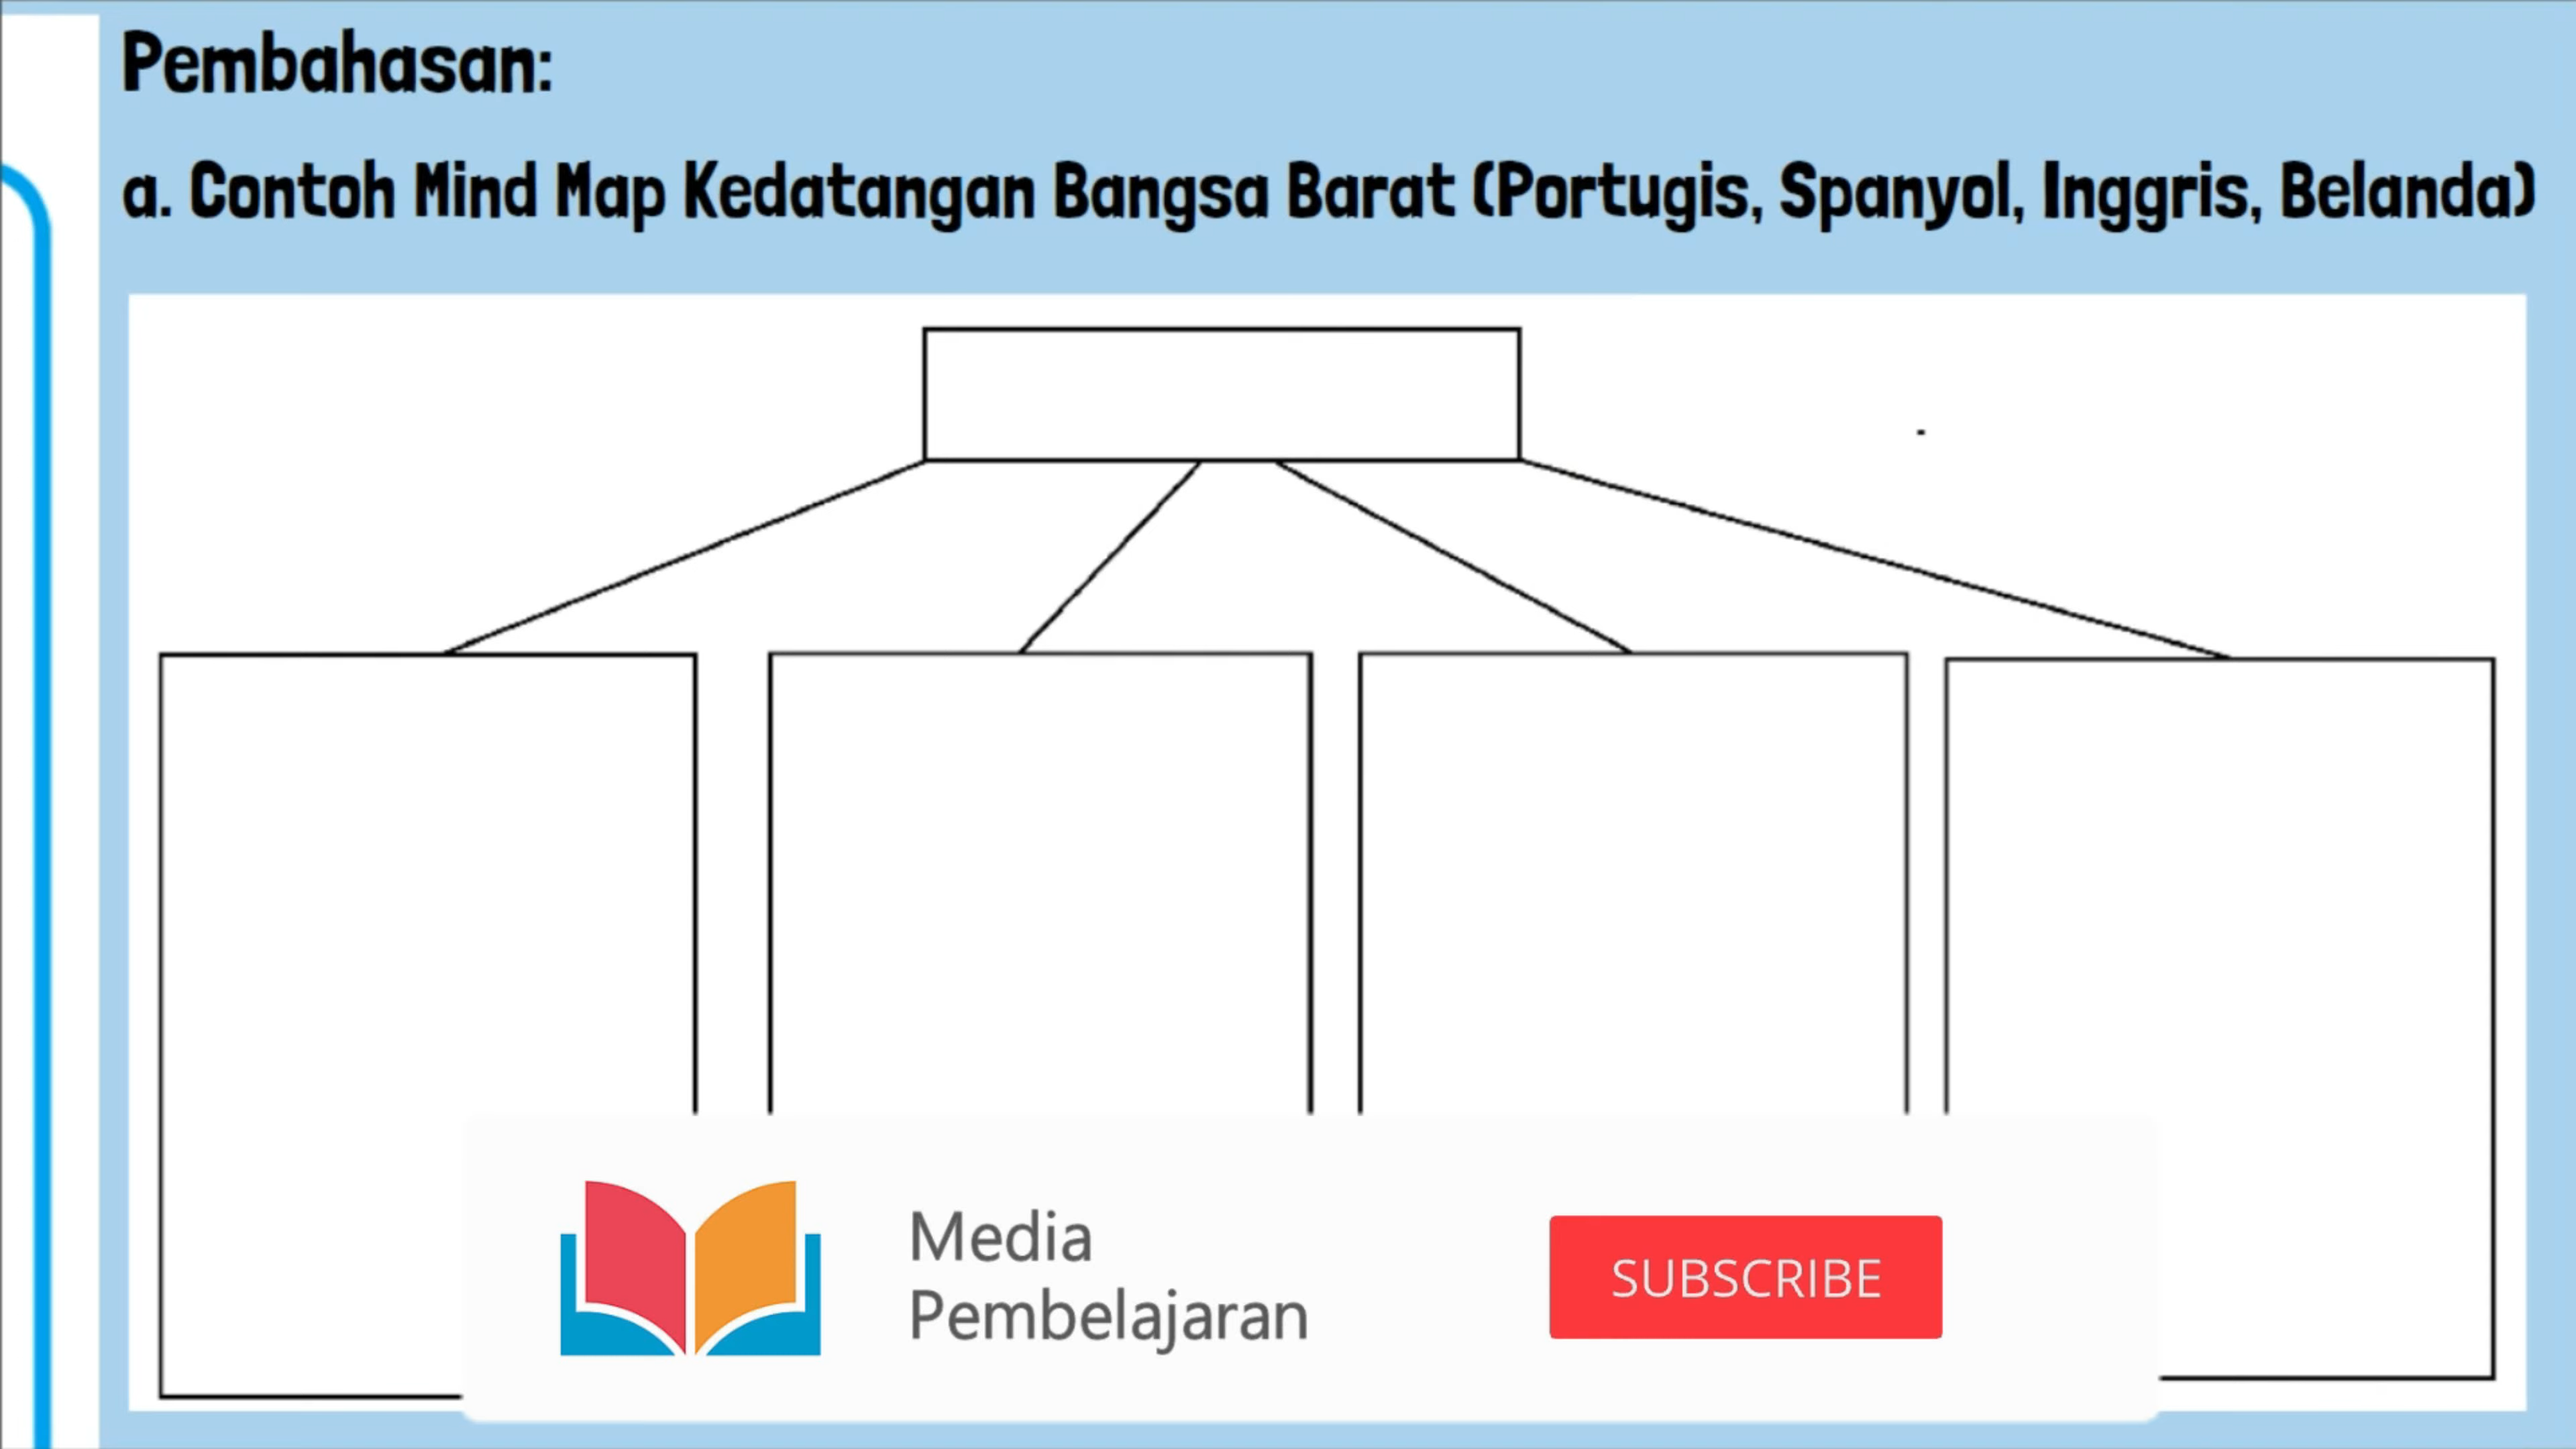 Pembahasan:
a. Contoh Mind Map Kedatangan Bangsa Barat (Portugis, Spanyol, Inggris, Belanda)
Media
Pembelajaran
SUBSCRIBE